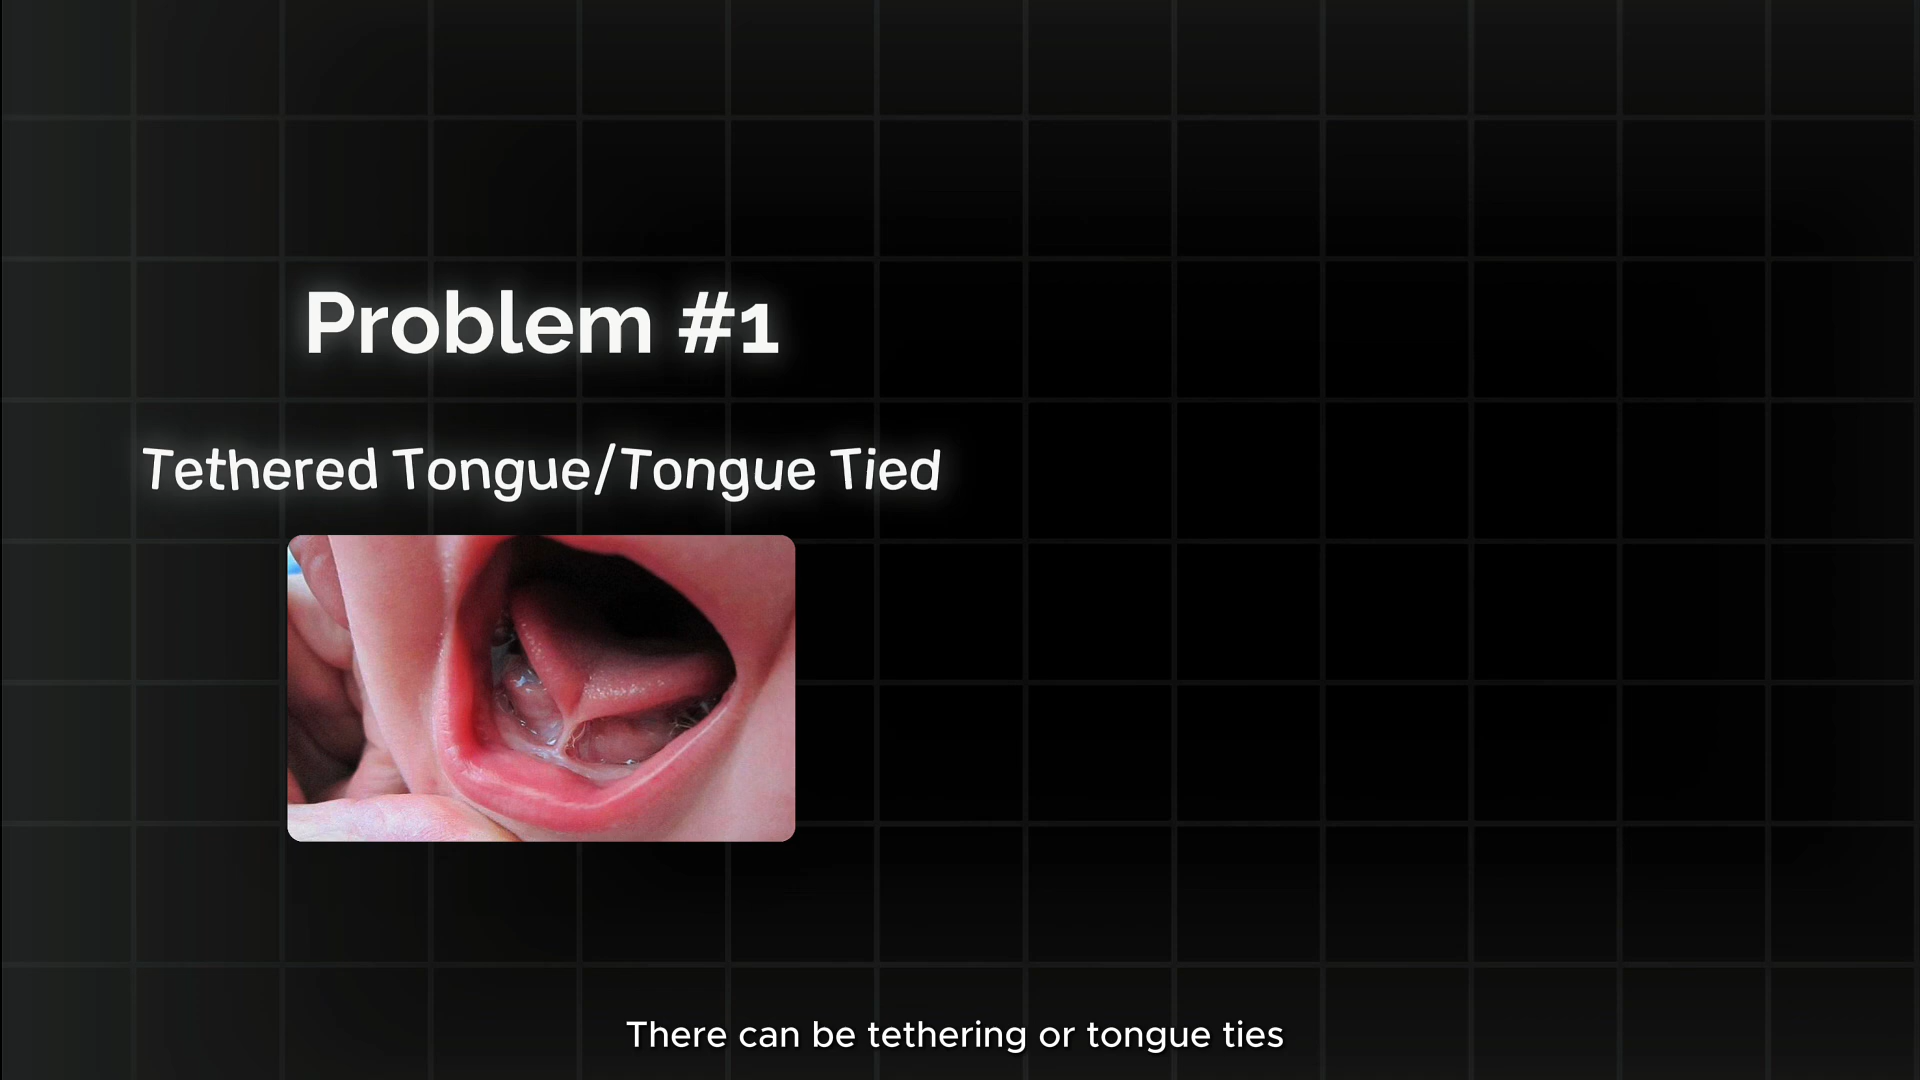 Problem #1
Tethered Tongue/Tongue Tied
There can be tethering or tongue ties